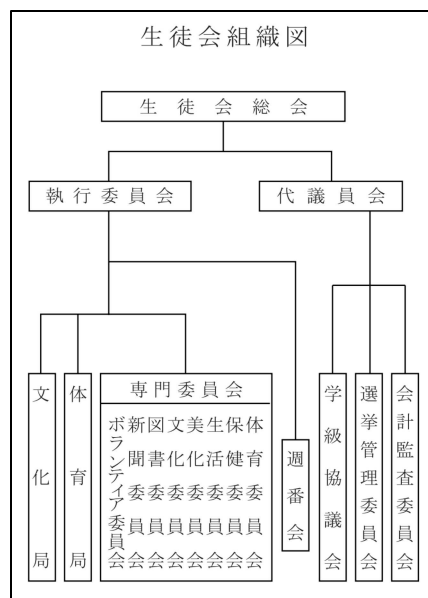 生徒会組織図
生徒会総会
執行委員会
代議員会
文化局
体育局
専門委員会
ボランティア委員会
新聞委員会
図書委員会
文化委員会
美化委員会
生活委員会
保健委員会
体育委員会
週番会
学級協議会
選挙管理委員会
会計監査委員会